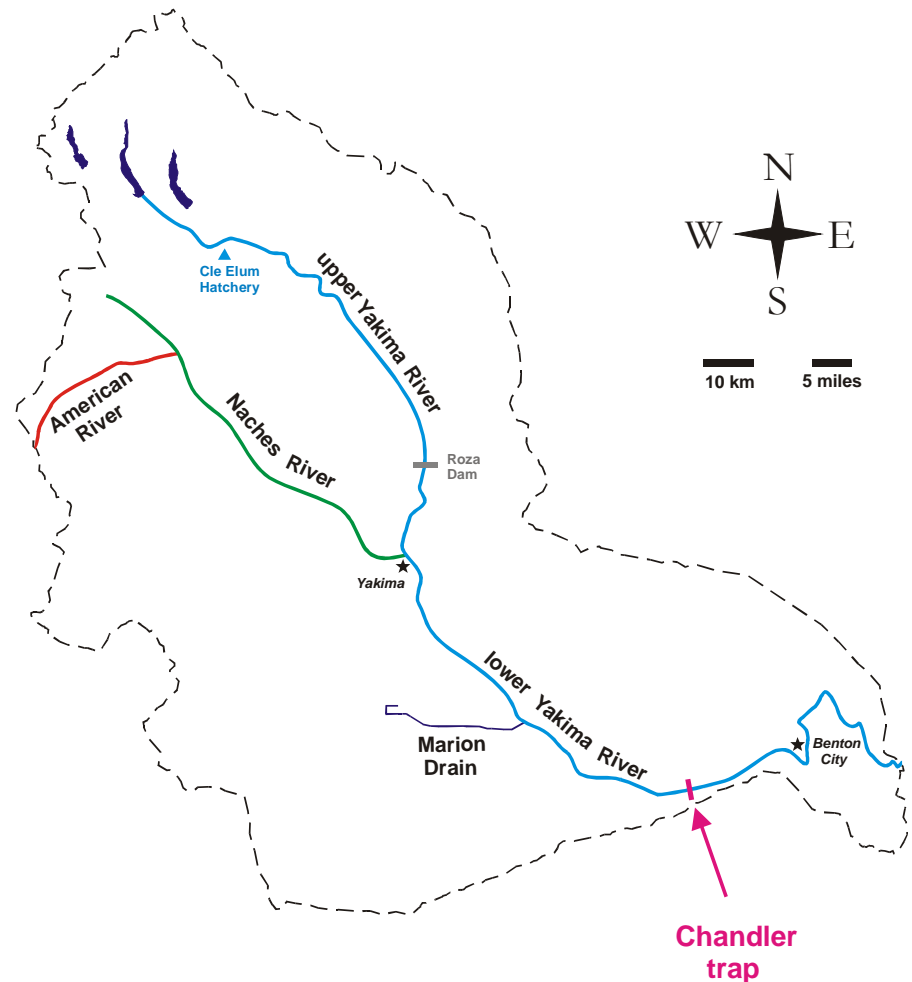 N
W
E
S
10 km
5 miles
Cle Elum
Hatchery
upper Yakima River
American
River
Naches River
Roza
Dam
Yakima
lower Yakima River
Marion
Drain
Benton
City
Chandler
trap